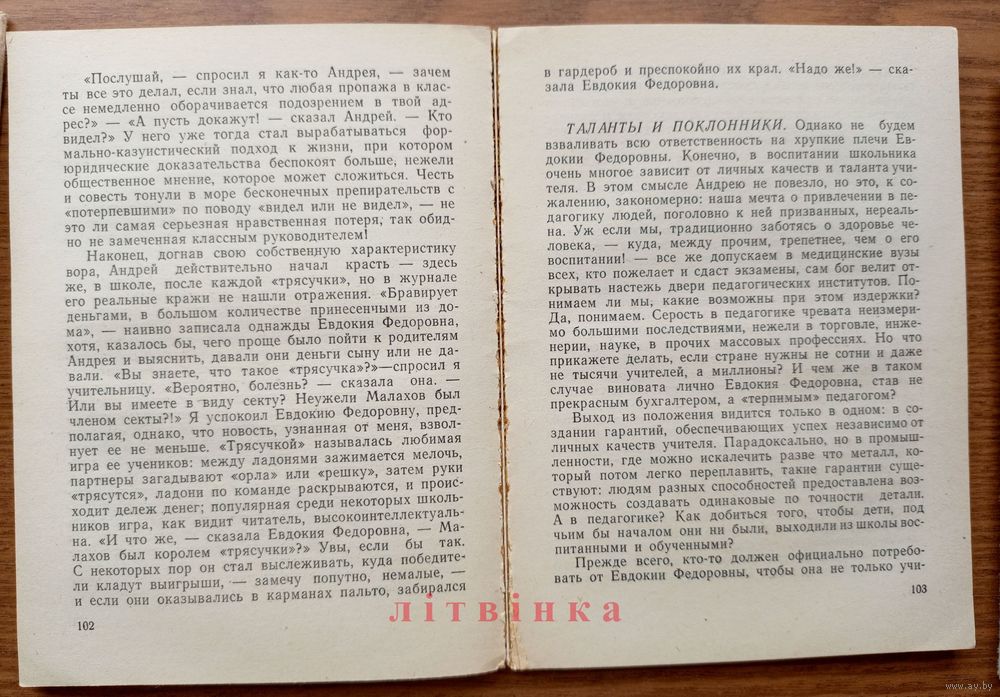 «Послушай, — спросил я как-то Андрея, — зачем
ты все это делал, если знал, что любая пропажа в клас-
се немедленно оборачивается подозрением в твой ад-
рес?» — «А пусть докажут! — сказал Андрей. — Кто
видел?» У него уже тогда стал вырабатываться фор-
мально-казуистический подход к жизни, при котором
юридические доказательства беспокоят больше, нежели
общественное мнение, которое может сложиться. Честь
и совесть тонули в море бесконечных препирательств с
«потерпевшими» по поводу «видел или не видел», — не
это ли самая серьезная нравственная потеря, так обид-
но не замеченная классным руководителем!
Наконец, догнав свою собственную характеристику
вора, Андрей действительно начал красть — здесь
же, в школе, после каждой «трясучки», но в журнале
его реальные кражи не нашли отражения. «Бравирует
деньгами, в большом количестве принесенными из до-
ма», — наивно записала однажды Евдокия Федоровна,
хотя, казалось бы, чего проще было пойти к родителям
Андрея и выяснить, давали они деньги сыну или не да-
вали. «Вы знаете, что такое «трясучка»?»—спросил я
учительницу. «Вероятно, болезнь? — сказала она. —
Или вы имеете в виду секту? Неужели Малахов был
членом секты?!» Я успокоил Евдокию Федоровну, пред-
полагая, однако, что новость, узнанная от меня, взвол-
нует ее не меньше. «Трясучкой» называлась любимая
игра ее учеников: между ладонями зажимается мелочь,
партнеры загадывают «орла» или «решку», затем руки
«трясутся», ладони по команде раскрываются, и проис-
ходит дележ денег; популярная среди некоторых школь-
ников игра, как видит читатель, высокоинтеллектуаль-
на. «И что же, — сказала Евдокия Федоровна, — Ма-
лахов был королем «трясучки»?» Увы, если бы так.
С некоторых пор он стал выслеживать, куда победите-
ли кладут выигрыши, — замечу попутно, немалые, —
и если они оказывались в карманах пальто, забирался
102
в гардероб и преспокойно их крал. «Надо же!» — ска-
зала Евдокия Федоровна.
ТАЛАНТЫ И ПОКЛОННИКИ. Однако не будем
взваливать всю ответственность на хрупкие плечи Ев-
докии Федоровны. Конечно, в воспитании школьника
очень многое зависит от личных качеств и таланта учи-
теля. В этом смысле Андрею не повезло, но это, к со-
жалению, закономерно: наша мечта о привлечении в пе-
дагогику людей, поголовно к ней призванных, нереаль-
на. Уж если мы, традиционно заботясь о здоровье че-
ловека, — куда, между прочим, трепетнее, чем о его
воспитании! — все же допускаем в медицинские вузы
всех, кто пожелает и сдаст экзамены, сам бог велит от-
крывать настежь двери педагогических институтов. По-
нимаем ли мы, какие возможны при этом издержки?
Да, понимаем. Серость в педагогике чревата неизмери-
мо большими последствиями, нежели в торговле, инже-
нерии, науке, в прочих массовых профессиях. Но что
прикажете делать, если стране нужны не сотни и даже
не тысячи учителей, а миллионы? И чем же в таком
случае виновата лично Евдокия Федоровна, став не
прекрасным бухгалтером, а «терпимым» педагогом?
Выход из положения видится только в одном: в со-
здании гарантий, обеспечивающих успех независимо от
личных качеств учителя. Парадоксально, но в промыш-
ленности, где можно искалечить разве что металл, ко-
торый потом легко переплавить, такие гарантии суще-
ствуют: людям разных способностей предоставлена воз-
можность создавать одинаковые по точности детали.
А в педагогике? Как добиться того, чтобы дети, под
чьим бы началом они ни были, выходили из школы вос-
питанными и обученными?
Прежде всего, кто-то должен официально потребо-
вать от Евдокии Федоровны, чтобы она не только учи-
103
літвінка
www.ay.by